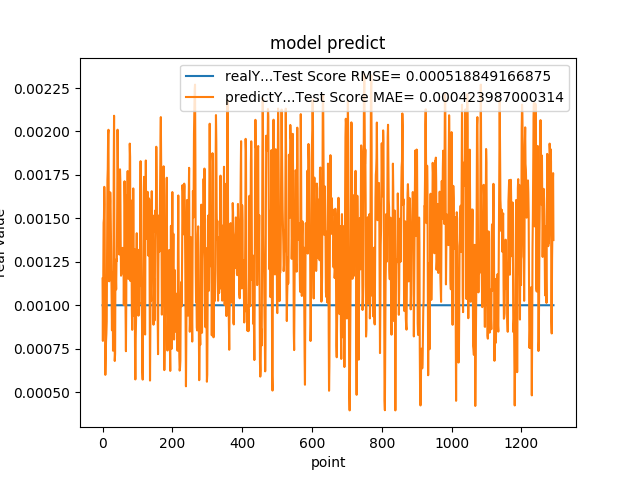 model predict
realY...Test Score RMSE= 0.000518849166875
predictY...Test Score MAE= 0.000423987000314
0.00225
0.00200
0.00175
0.00150
0.00125
0.00100
0.00075
0.00050
real value
0 200 400 600 800 1000 1200
point